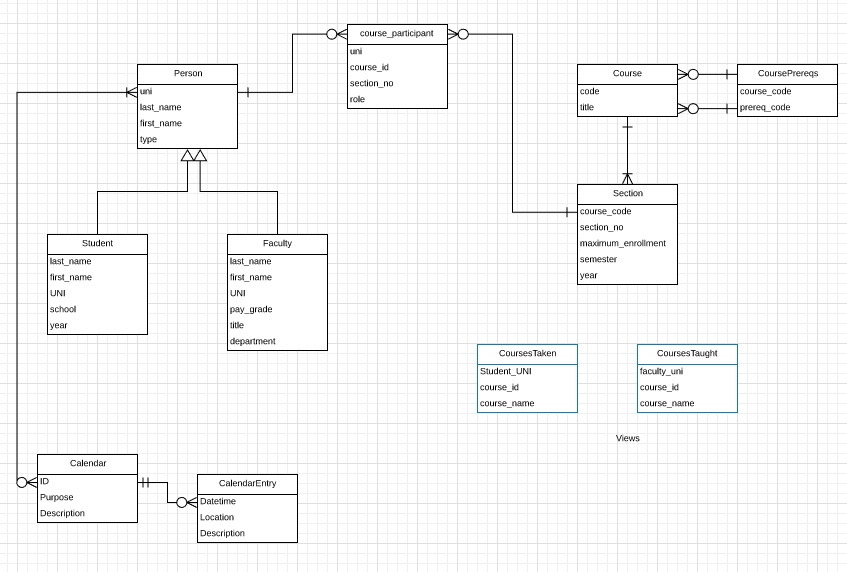 course_participant
uni
course_id
section_no
role
Person
uni
last_name
first_name
type
Course
code
title
CoursePrereqs
course_code
prereq_code
Section
course_code
section_no
maximum_enrollment
semester
year
Student
last_name
first_name
UNI
school
year
Faculty
last_name
first_name
UNI
pay_grade
title
department
CoursesTaken
Student_UNI
course_id
course_name
CoursesTaught
faculty_uni
course_id
course_name
Views
Calendar
ID
Purpose
Description
CalendarEntry
Datetime
Location
Description